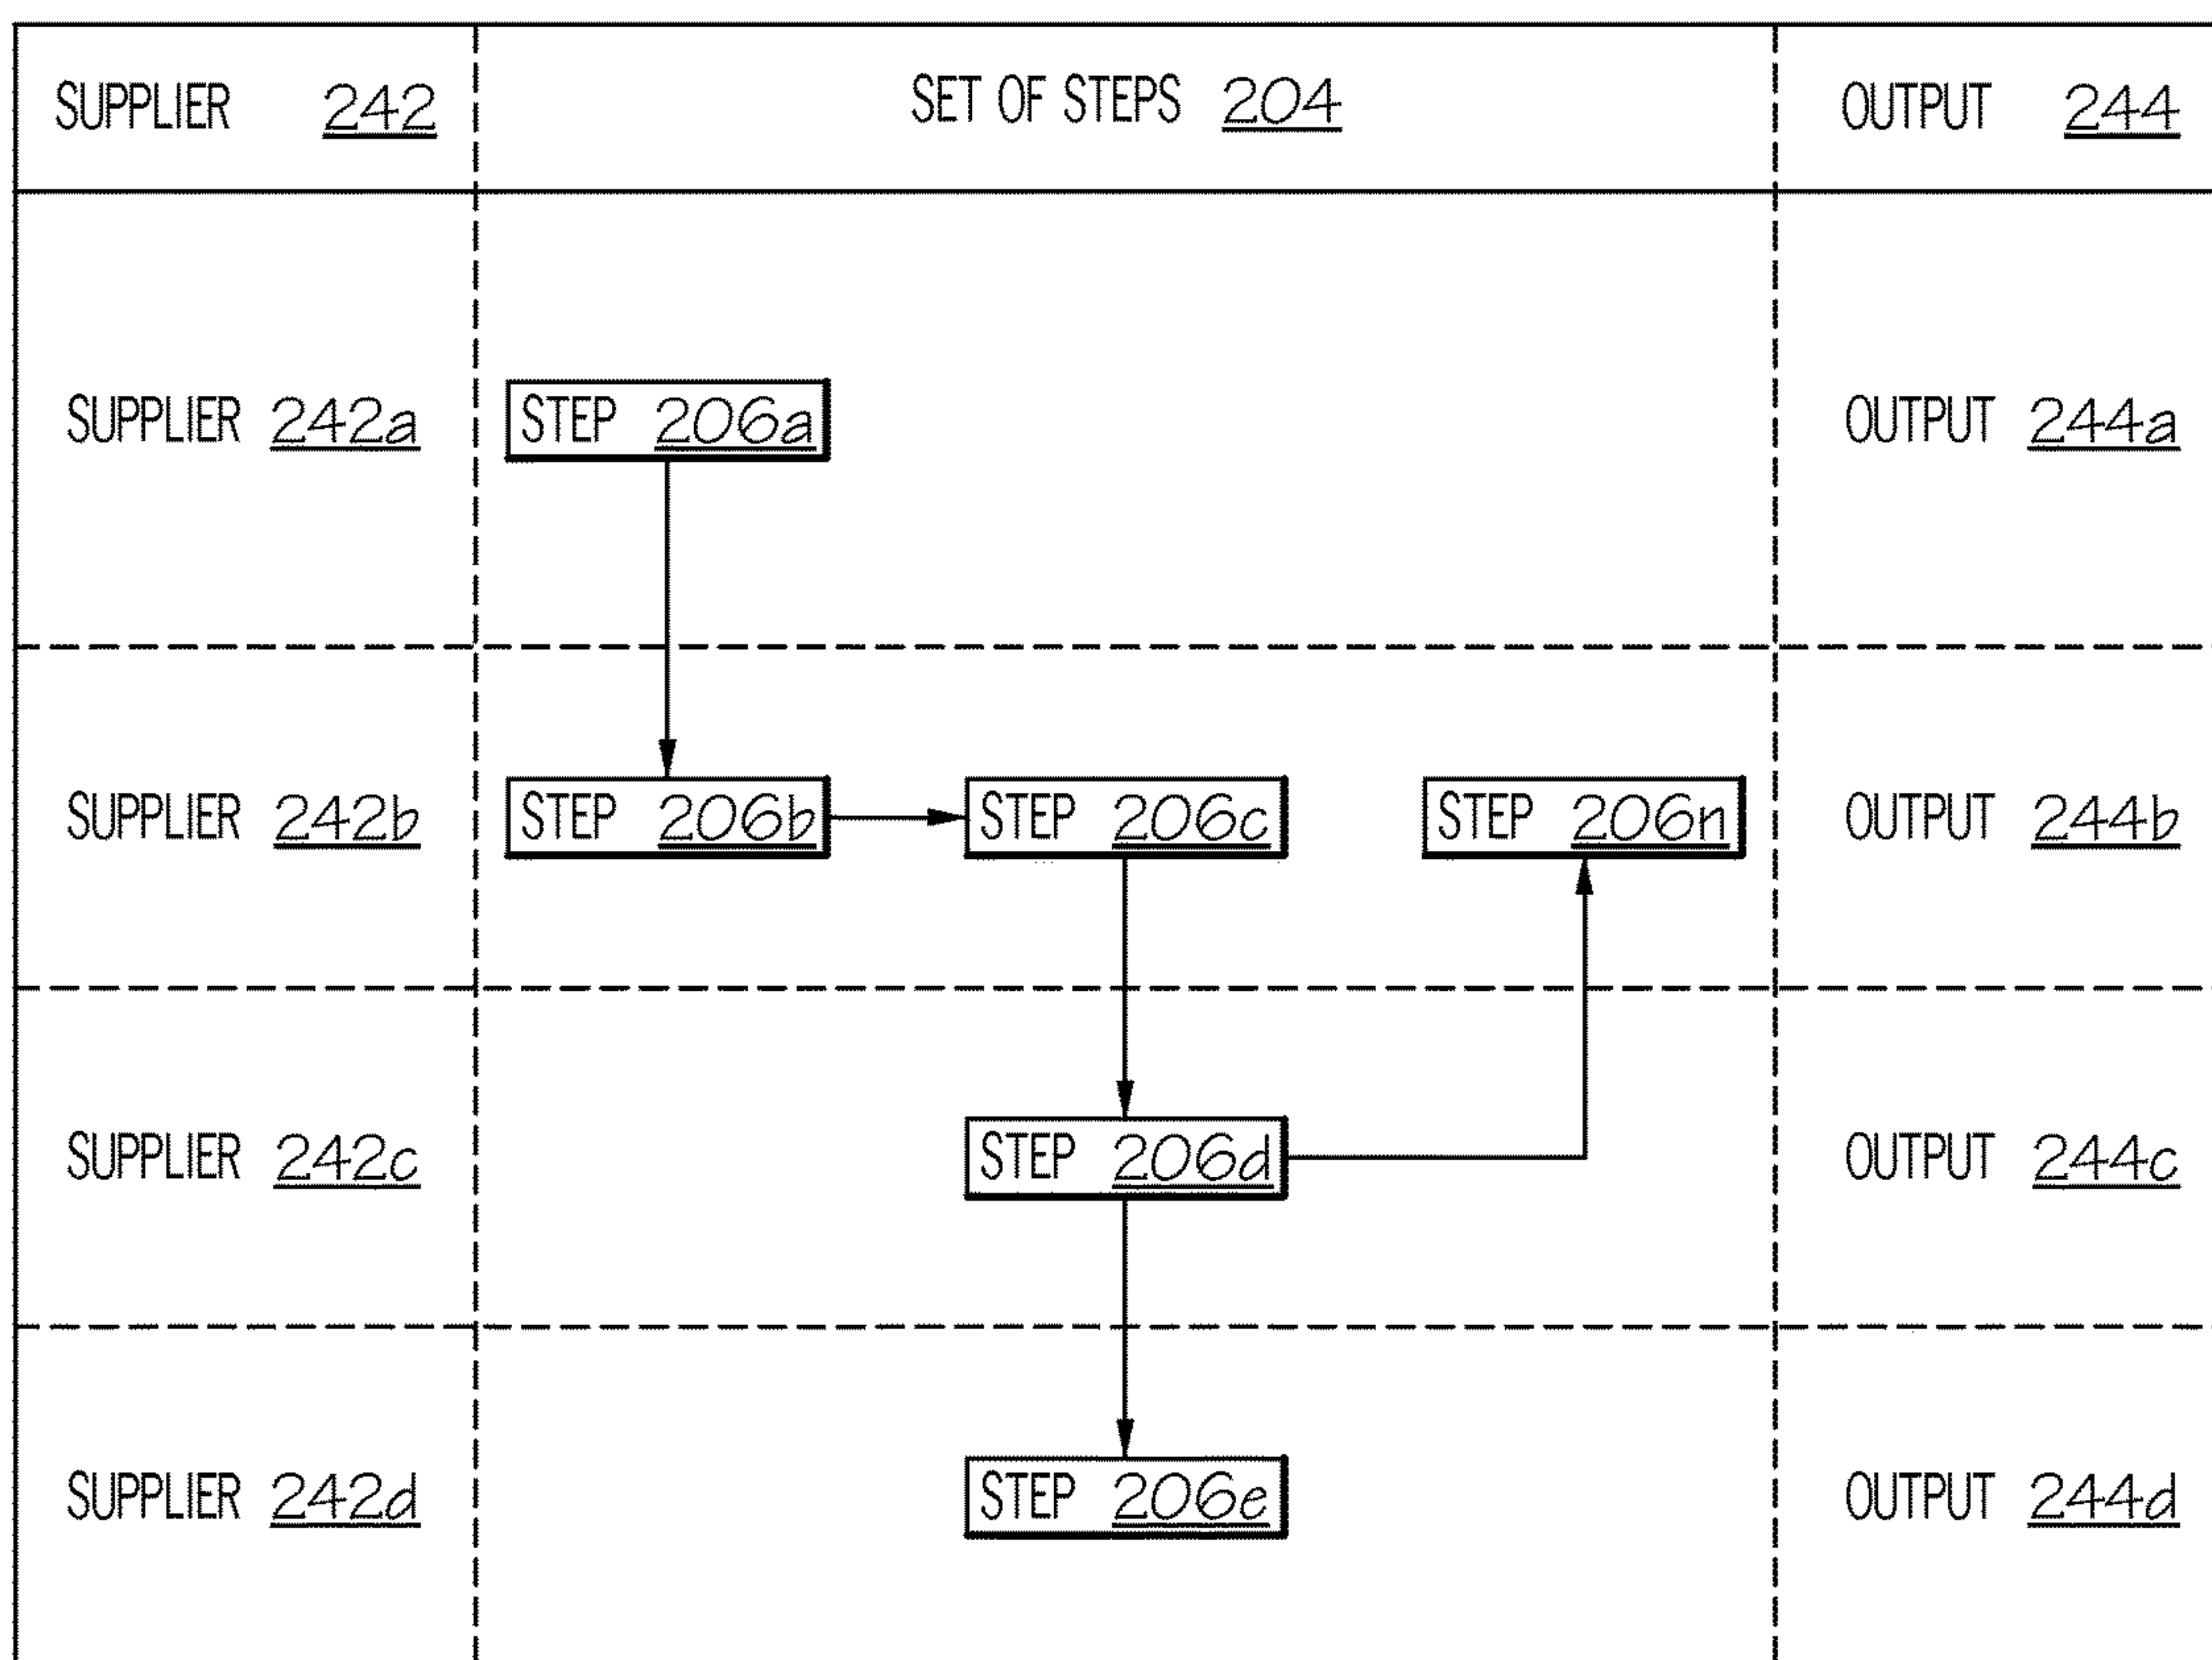 SUPPLIER 242 SET OF STEPS 204 OUTPUT 244
SUPPLIER 242a STEP 206a OUTPUT 244a
SUPPLIER 242b STEP 206b STEP 206c STEP 206n OUTPUT 244b
SUPPLIER 242c STEP 206d OUTPUT 244c
SUPPLIER 242d STEP 206e OUTPUT 244d